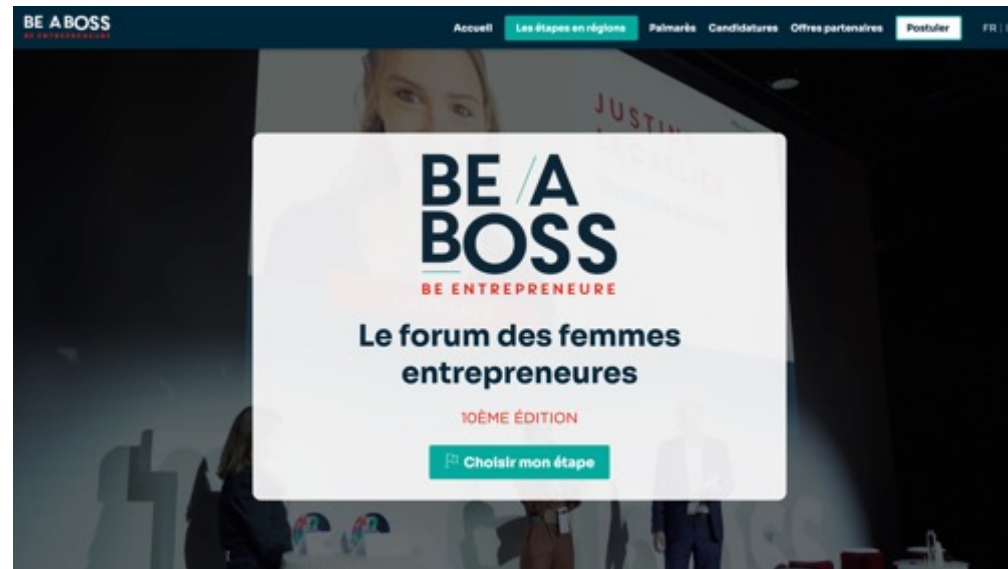 BE A BOSS
BE ENTREPRENEURE
Accueil
Les étapes en régions
Palmarès
Candidatures
Offres partenaires
Postuler
FR
JUSTINE
BE A
BOSS
BE ENTREPRENEURE
Le forum des femmes
entrepreneures
10ÈME ÉDITION
Choisir mon étape